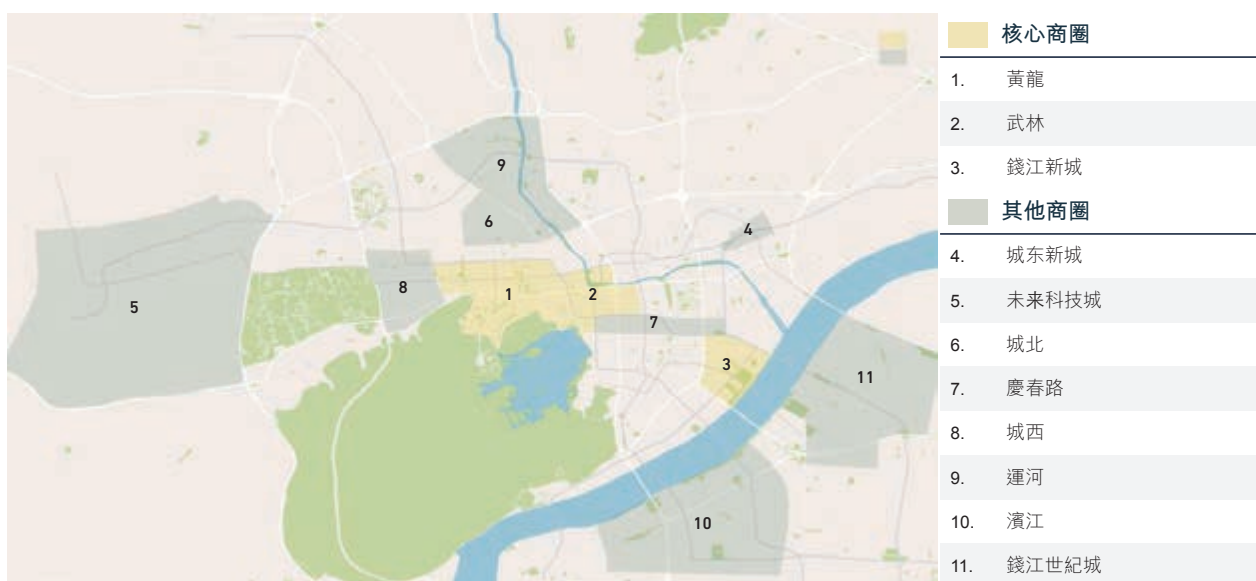 核心商圈
1. 黃龍
2. 武林
3. 錢江新城
其他商圈
4. 城东新城
5. 未来科技城
6. 城北
7. 慶春路
8. 城西
9. 運河
10. 濱江
11. 錢江世紀城
9
6
4
8
1
2
5
7
3
11
10